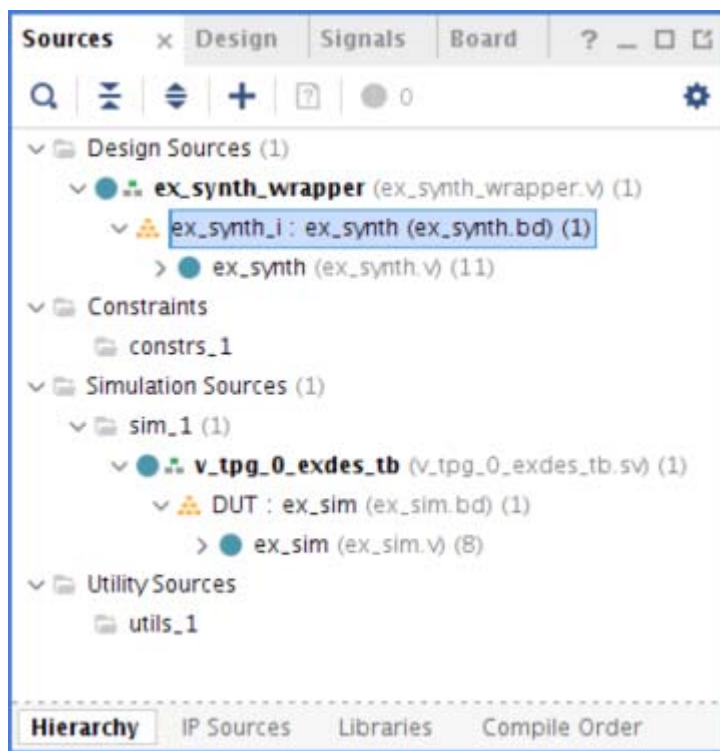 Sources × Design Signals Board ? _
? 0
Design Sources (1)
ex_synth_wrapper (ex_synth_wrapper.v) (1)
ex_synth_i : ex_synth (ex_synth.bd) (1)
ex_synth (ex_synth.v) (11)
Constraints
constrs_1
Simulation Sources (1)
sim_1 (1)
v_tpg_0_exdes_tb (v_tpg_0_exdes_tb.sv) (1)
DUT : ex_sim (ex_sim.bd) (1)
ex_sim (ex_sim.v) (8)
Utility Sources
utils_1
Hierarchy IP Sources Libraries Compile Order